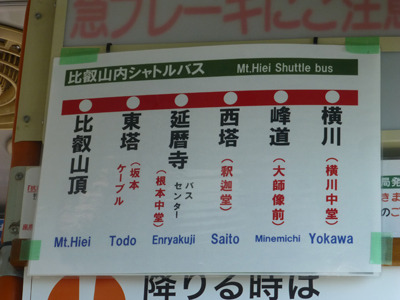 急ブレーキにご注意
比叡山内シャトルバス Mt.Hiei Shuttle bus
比叡山頂
東塔
(坂本ケーブル)
延暦寺
バスセンター
(根本中堂)
西塔
(釈迦堂)
峰道
(大師像前)
横川
(横川中堂)
Mt.Hiei Todo Enryakuji Saito Minemichi Yokawa
降りる時は